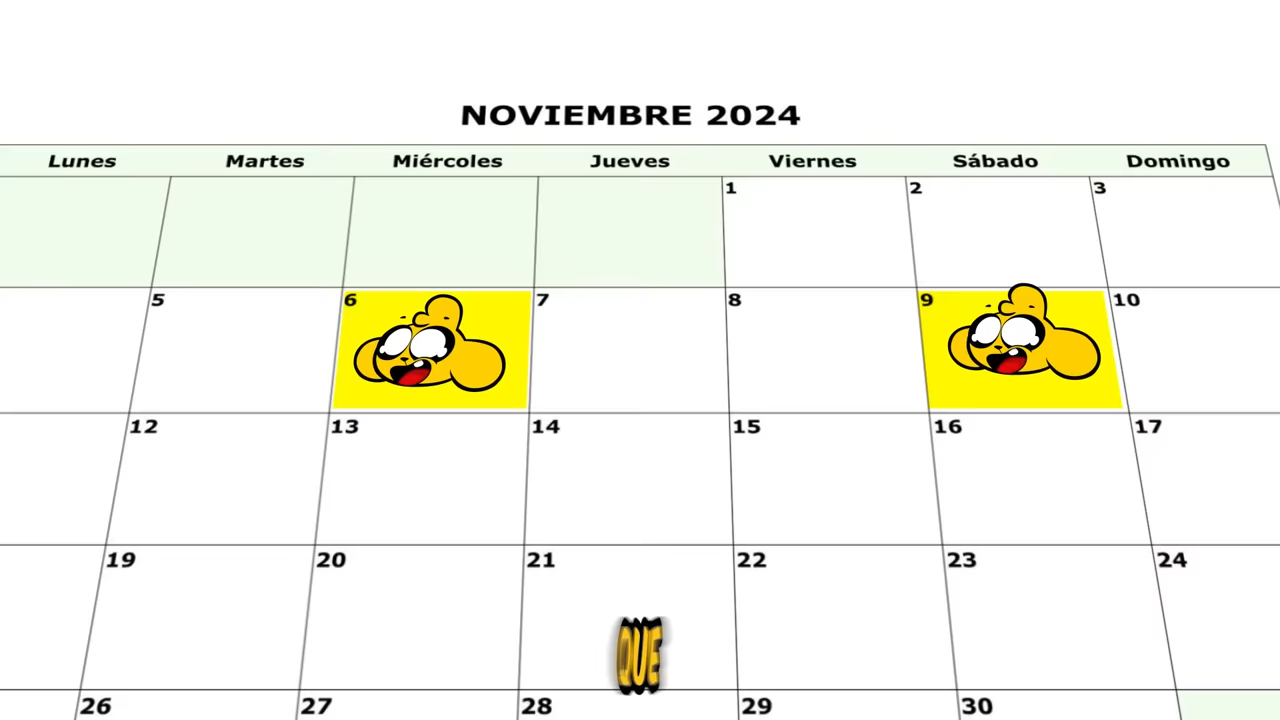 NOVIEMBRE 2024
Lunes Martes Miércoles Jueves Viernes Sábado Domingo
1 2 3
5 6 7 8 9 10
12 13 14 15 16 17
19 20 21 22 23 24
QUE
26 27 28 29 30